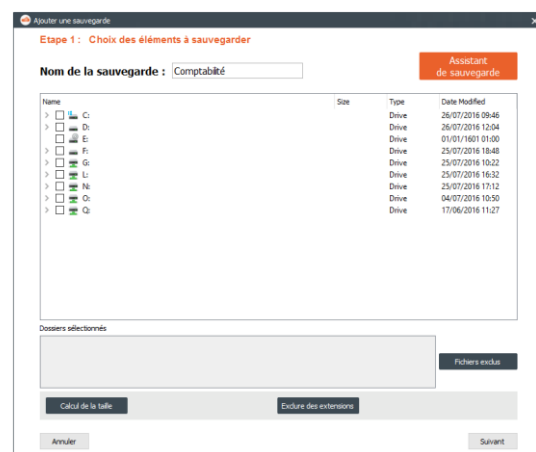 Ajouter une sauvegarde
Etape 1 : Choix des éléments à sauvegarder
Nom de la sauvegarde : Comptabilité
Assistant
de sauvegarde
Name Size Type Date Modified
C: Drive 26/07/2016 09:46
D: Drive 26/07/2016 12:04
E: Drive 01/01/1601 01:00
F: Drive 25/07/2016 18:48
G: Drive 25/07/2016 10:22
L: Drive 25/07/2016 16:32
N: Drive 25/07/2016 17:12
O: Drive 04/07/2016 10:50
Q: Drive 17/06/2016 11:27
Dossiers sélectionnés
Fichiers exclus
Calcul de la taille Exclure des extensions
Annuler Suivant